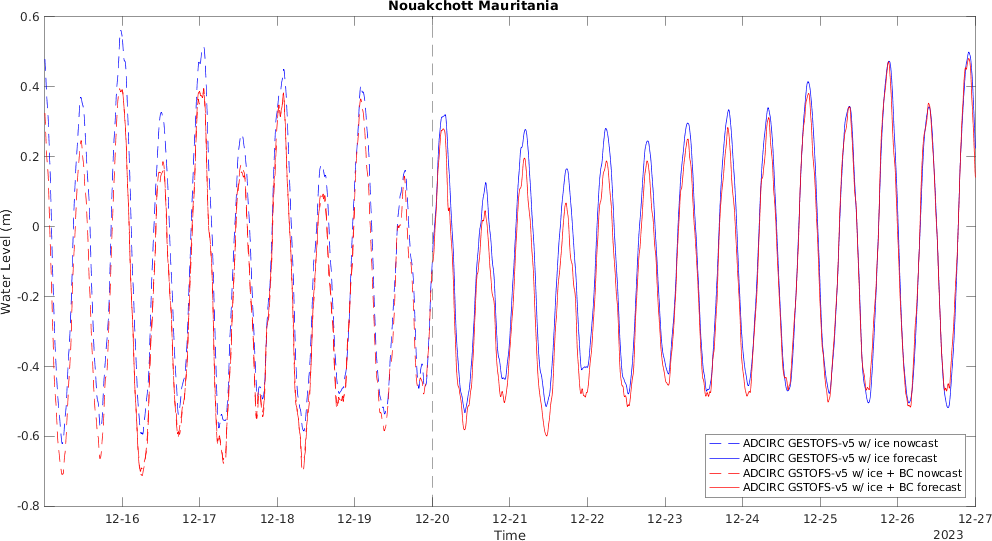 Nouakchott Mauritania
0.6
0.4
0.2
0
-0.2
-0.4
-0.6
-0.8
Water Level (m)
ADCIRC GESTOFS-v5 w/ ice nowcast
ADCIRC GESTOFS-v5 w/ ice forecast
ADCIRC GSTOFS-v5 w/ ice + BC nowcast
ADCIRC GSTOFS-v5 w/ ice + BC forecast
12-16 12-17 12-18 12-19 12-20 12-21 12-22 12-23 12-24 12-25 12-26 12-27
Time
2023